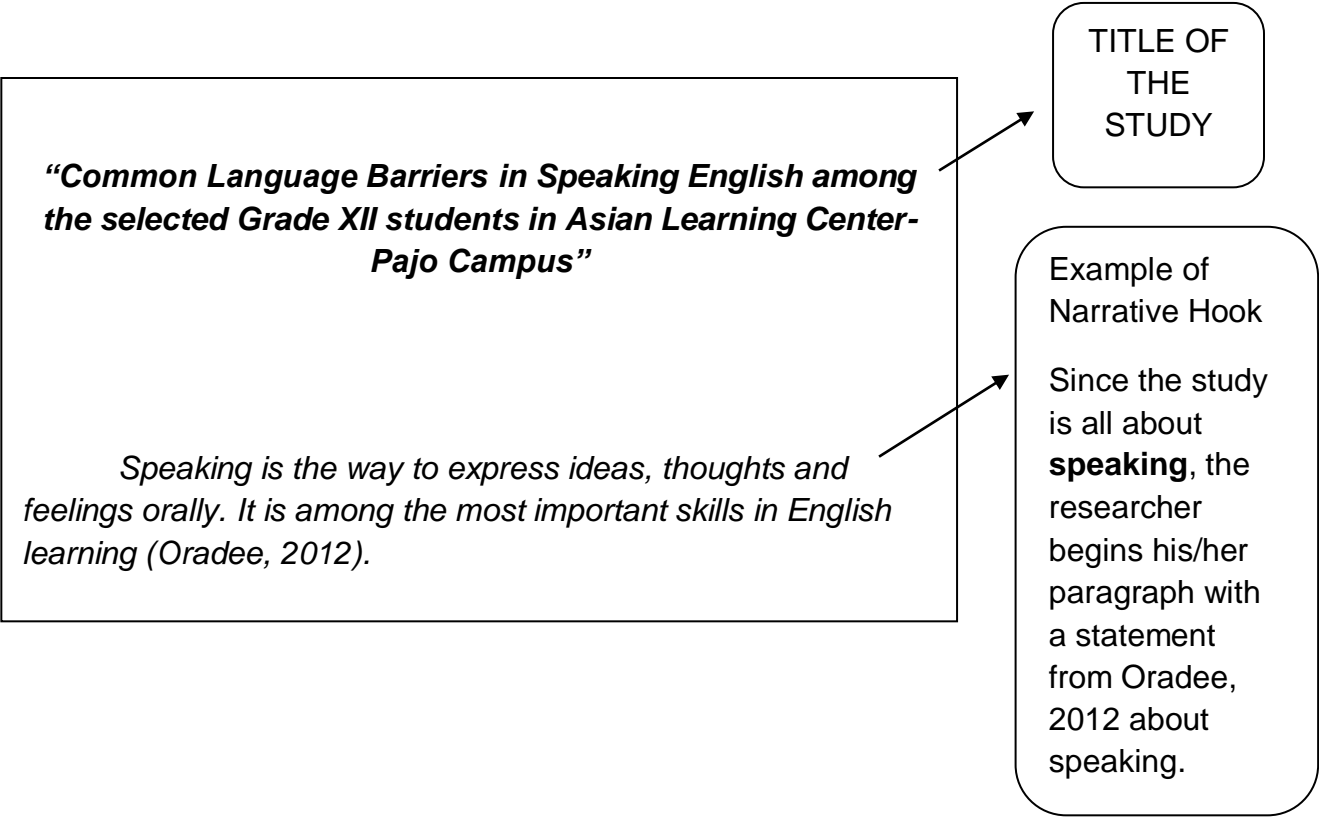 TITLE OF
THE
STUDY
“Common Language Barriers in Speaking English among
the selected Grade XII students in Asian Learning Center-
Pajo Campus”
Speaking is the way to express ideas, thoughts and
feelings orally. It is among the most important skills in English
learning (Oradee, 2012).
Example of
Narrative Hook
Since the study
is all about
speaking, the
researcher
begins his/her
paragraph with
a statement
from Oradee,
2012 about
speaking.